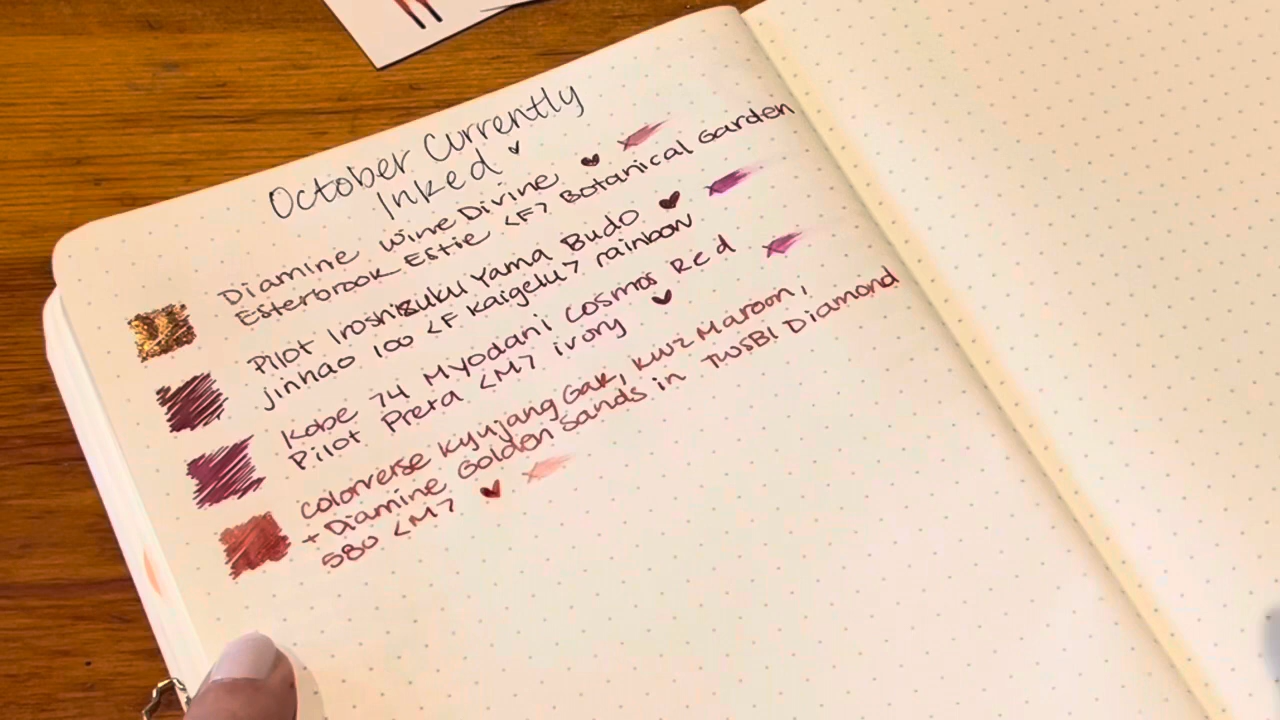 October Currently
Inked
Diamine Wine Divine
Esterbrook Estie <F> Botanical Garden
Pilot Iroshizuku Yama Budo
jinhao 100 <F Kaigelu> rainbow
Kobe 74 Myodani Cosmos Red
Pilot Prera <M> ivory
Colorverse Kyujang Gak, KWZ Maroon,
+ Diamine Golden Sands in TWSBI Diamond
580 <M>